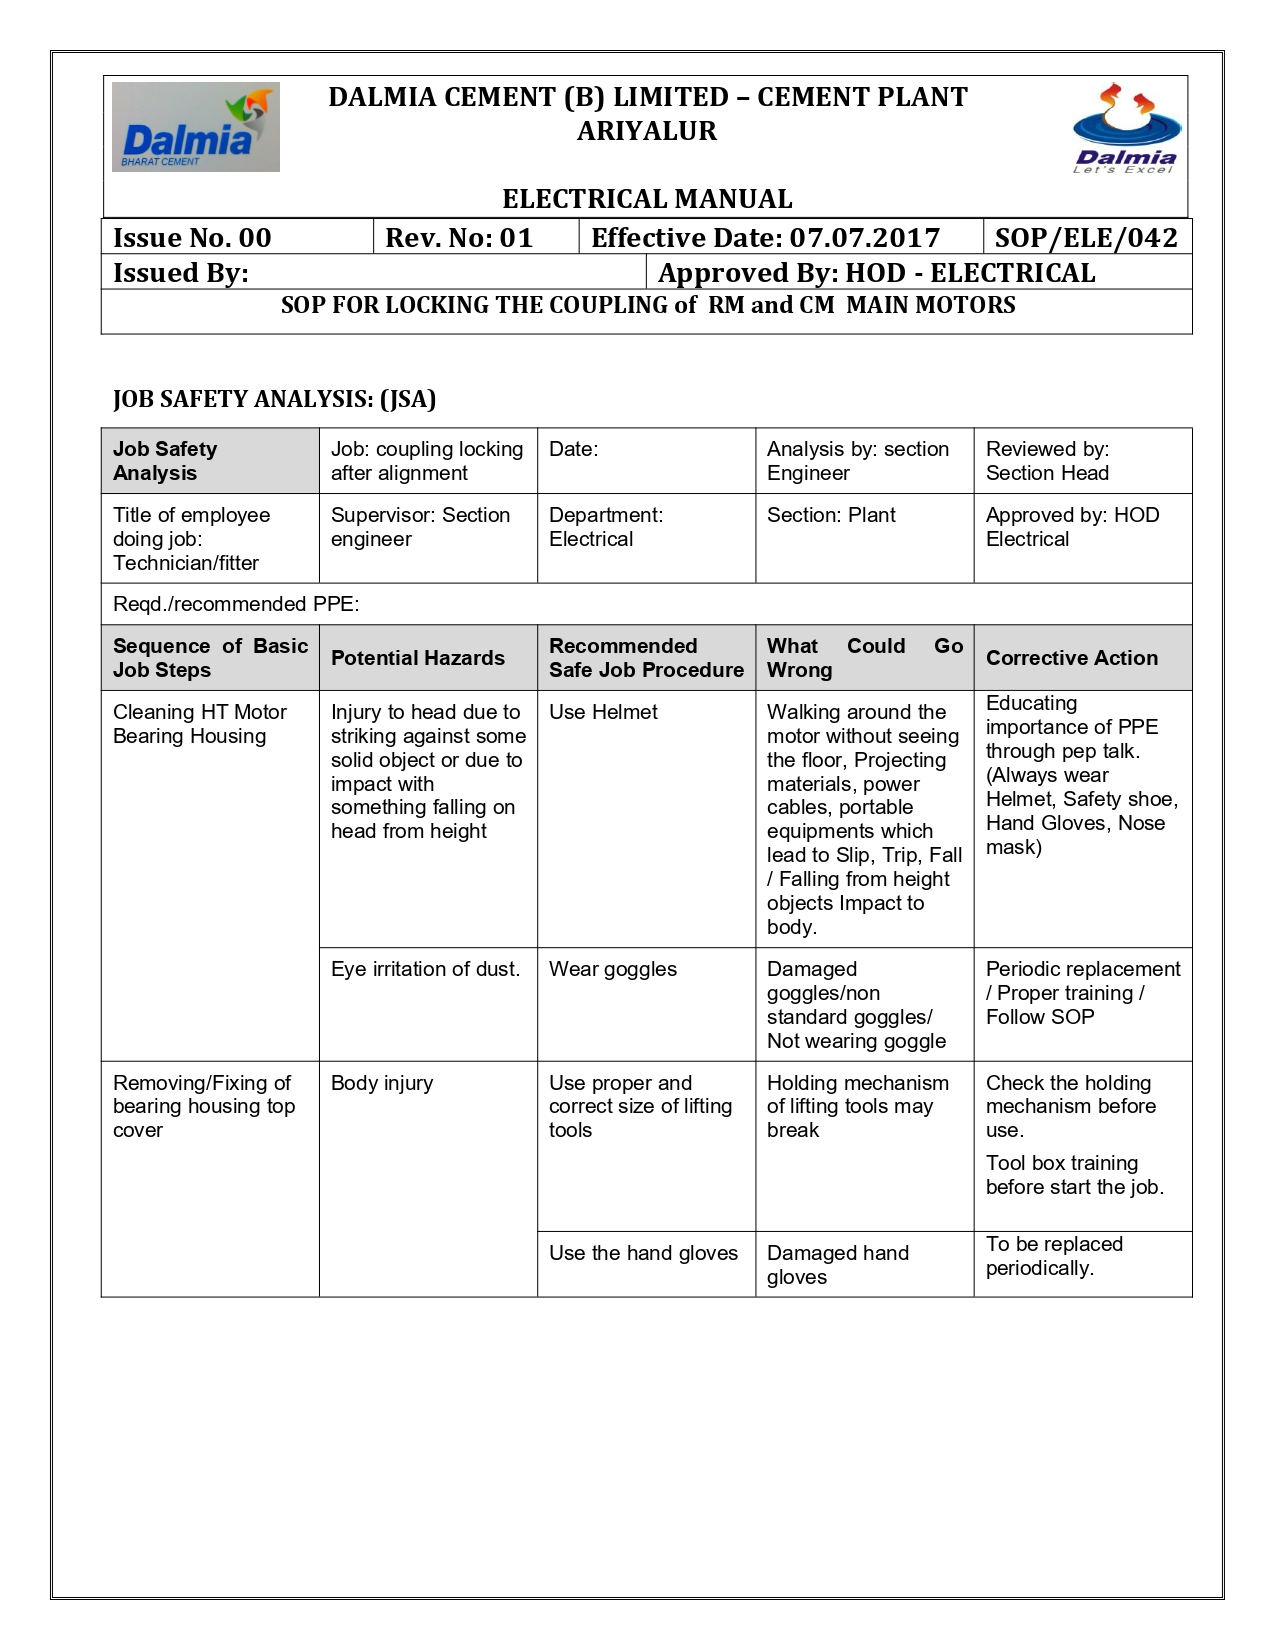 Dalmia
BHARAT CEMENT
DALMIA CEMENT (B) LIMITED – CEMENT PLANT
ARIYALUR
ELECTRICAL MANUAL
Dalmia
Let's Excel
Issue No. 00 Rev. No: 01 Effective Date: 07.07.2017 SOP/ELE/042
Issued By: Approved By: HOD - ELECTRICAL
SOP FOR LOCKING THE COUPLING of RM and CM MAIN MOTORS
JOB SAFETY ANALYSIS: (JSA)
Job Safety
Analysis
Job: coupling locking
after alignment
Date:
Analysis by: section
Engineer
Reviewed by:
Section Head
Title of employee
doing job:
Technician/fitter
Supervisor: Section
engineer
Department:
Electrical
Section: Plant
Approved by: HOD
Electrical
Reqd./recommended PPE:
Sequence of Basic
Job Steps
Potential Hazards
Recommended
Safe Job Procedure
What Could Go
Wrong
Corrective Action
Cleaning HT Motor
Bearing Housing
Injury to head due to
striking against some
solid object or due to
impact with
something falling on
head from height
Use Helmet
Walking around the
motor without seeing
the floor, Projecting
materials, power
cables, portable
equipments which
lead to Slip, Trip, Fall
/ Falling from height
objects Impact to
body.
Educating
importance of PPE
through pep talk.
(Always wear
Helmet, Safety shoe,
Hand Gloves, Nose
mask)
Eye irritation of dust.
Wear goggles
Damaged
goggles/non
standard goggles/
Not wearing goggle
Periodic replacement
/ Proper training /
Follow SOP
Removing/Fixing of
bearing housing top
cover
Body injury
Use proper and
correct size of lifting
tools
Holding mechanism
of lifting tools may
break
Check the holding
mechanism before
use.
Tool box training
before start the job.
Use the hand gloves
Damaged hand
gloves
To be replaced
periodically.